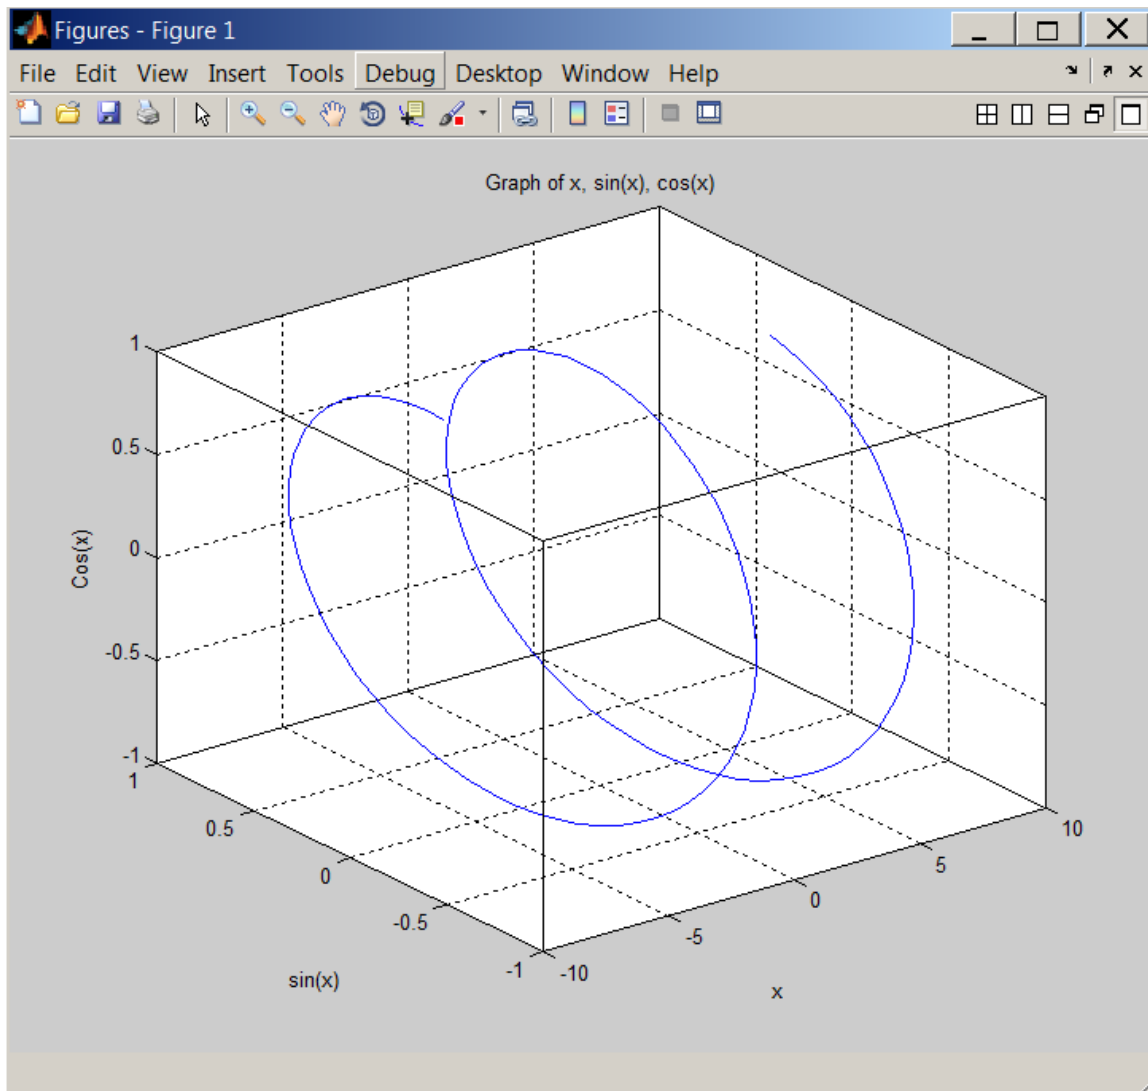 Figures - Figure 1
File Edit View Insert Tools Debug Desktop Window Help
Graph of x, sin(x), cos(x)
1
0.5
0
-0.5
-1
Cos(x)
1
0.5
0
-0.5
-1
sin(x)
-10
-5
0
5
10
x